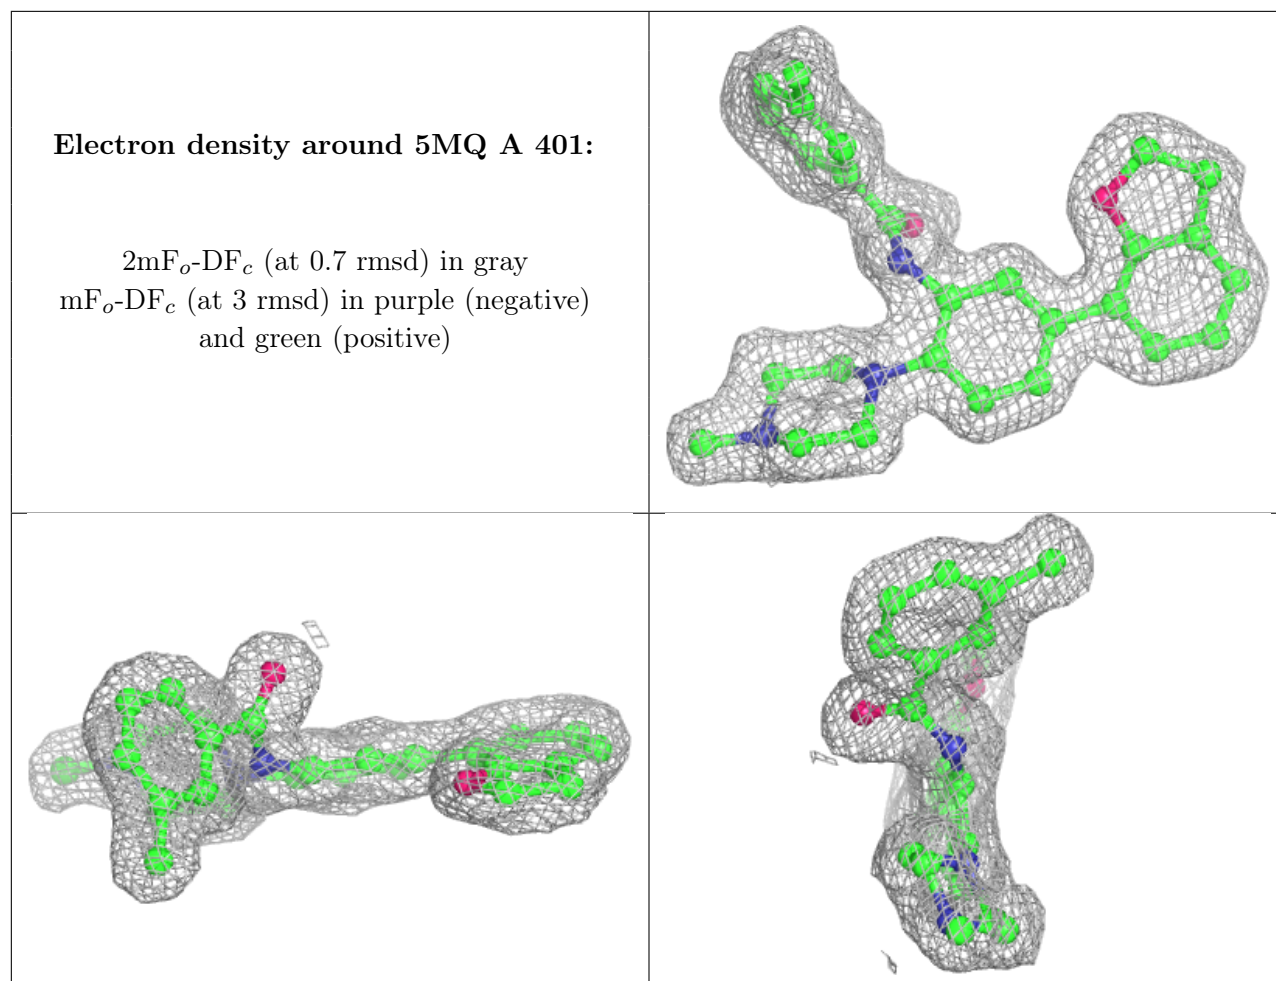 Electron density around 5MQ A 401:
2mFo-DFc (at 0.7 rmsd) in gray
mFo-DFc (at 3 rmsd) in purple (negative)
and green (positive)